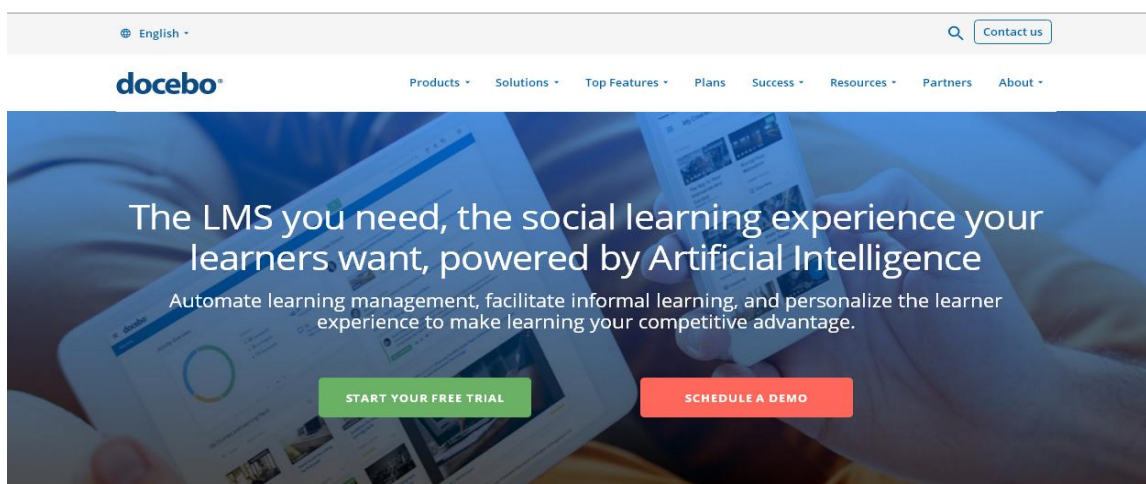 English
Contact us
docebo®
Products
Solutions
Top Features
Plans
Success
Resources
Partners
About
The LMS you need, the social learning experience your
learners want, powered by Artificial Intelligence
Automate learning management, facilitate informal learning, and personalize the learner
experience to make learning your competitive advantage.
START YOUR FREE TRIAL
SCHEDULE A DEMO
docebo